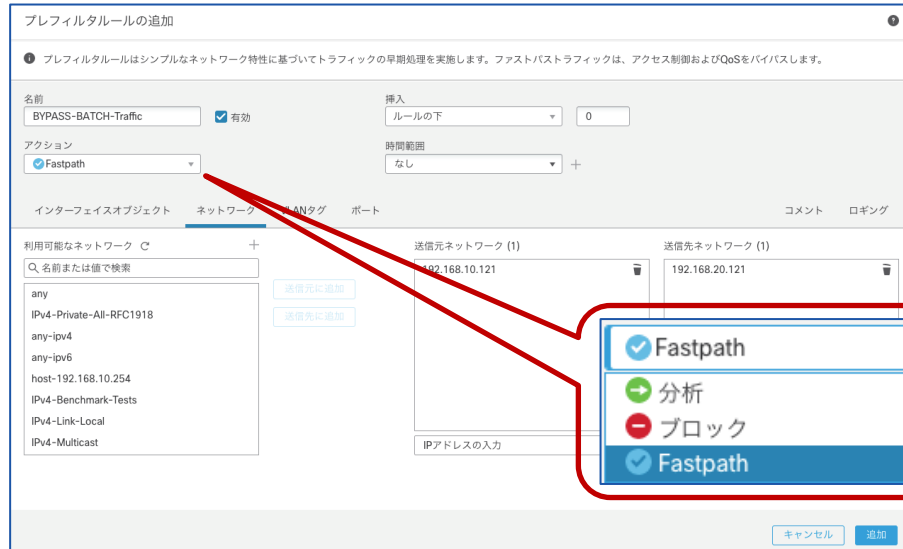 プレフィルタルールの追加
プレフィルタルールはシンプルなネットワーク特性に基づいてトラフィックの早期処理を実施します。ファストパストラフィックは、アクセス制御およびQoSをバイパスします。
名前
BYPASS-BATCH-Traffic
有効
挿入
ルールの下
0
アクション
Fastpath
時間範囲
なし
インターフェイスオブジェクト
ネットワーク
VLANタグ
ポート
コメント
ロギング
利用可能なネットワーク
名前または値で検索
any
IPv4-Private-All-RFC1918
any-ipv4
any-ipv6
host-192.168.10.254
IPv4-Benchmark-Tests
IPv4-Link-Local
IPv4-Multicast
送信元に追加
送信先に追加
送信元ネットワーク (1)
192.168.10.121
IPアドレスの入力
送信先ネットワーク (1)
192.168.20.121
Fastpath
分析
ブロック
Fastpath
キャンセル
追加